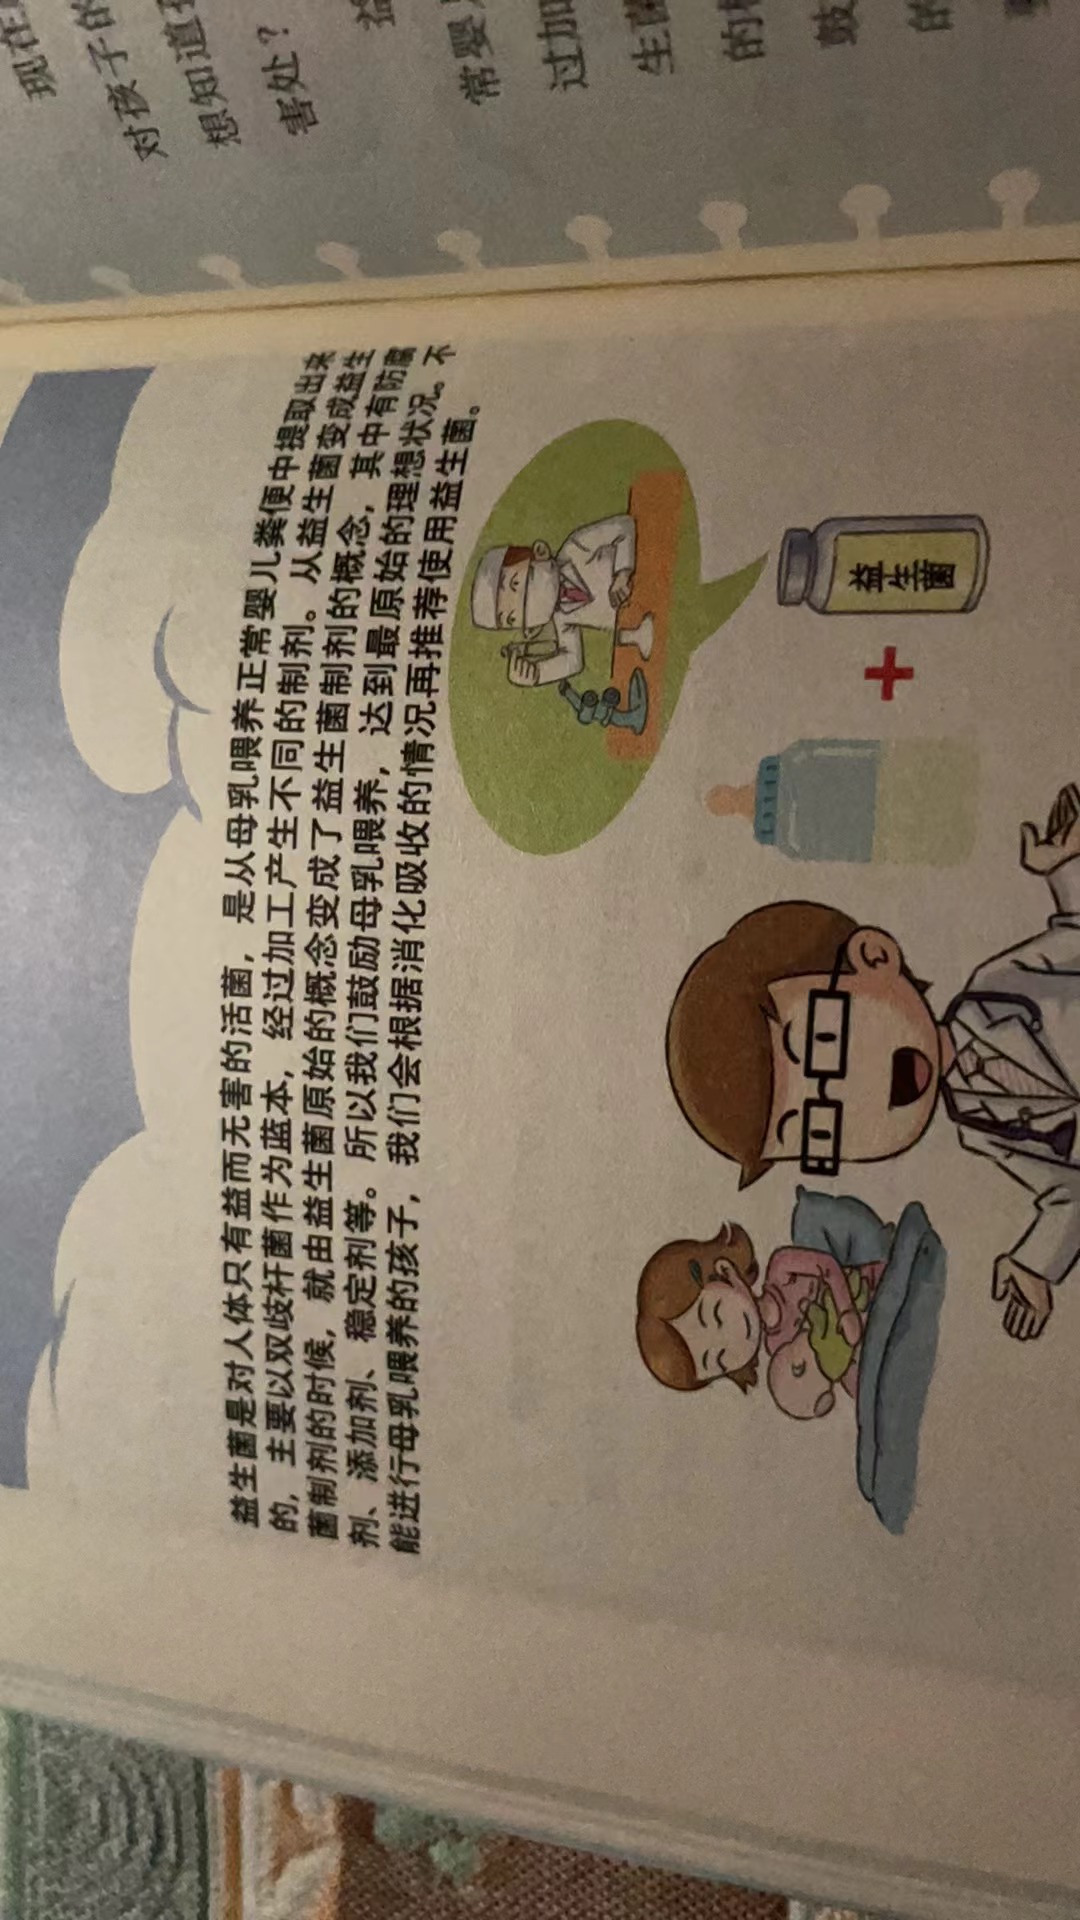 益生菌是对人体只有益而无害的活菌，是从母乳喂养正常婴儿粪便中提取出来
的，主要以双歧杆菌作为蓝本，经过加工产生不同的制剂。从益生菌变成益生
菌制剂的时候，就由益生菌原始的概念变成了益生菌制剂的概念，其中有防腐
剂、添加剂、稳定剂等。所以我们鼓励母乳喂养，达到最原始的理想状况。不
能进行母乳喂养的孩子，我们会根据消化吸收的情况再推荐使用益生菌。
益生菌
现在
对孩子的
想知道
害处？
益
常婴
过加
生菌
的
鼓
的